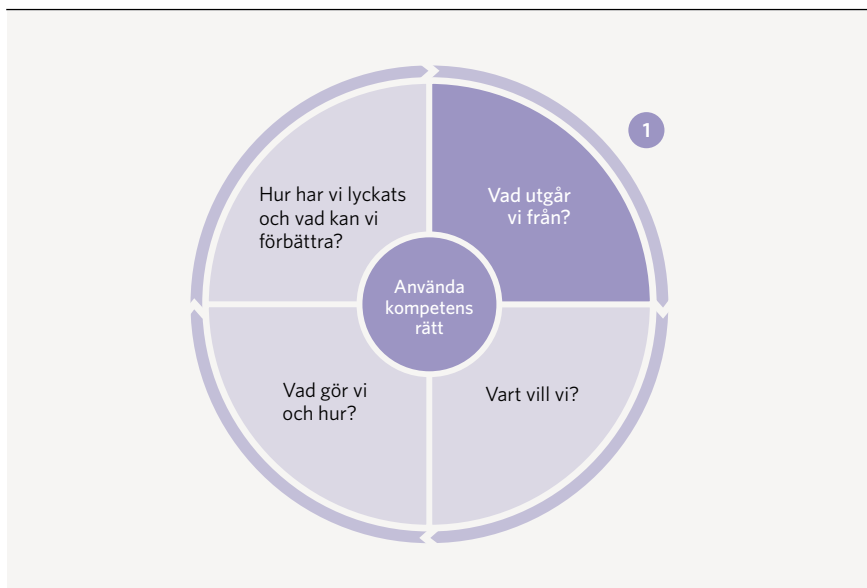 1
Vad utgår
vi från?
Vart vill vi?
Vad gör vi
och hur?
Hur har vi lyckats
och vad kan vi
förbättra?
Använda
kompetens
rätt